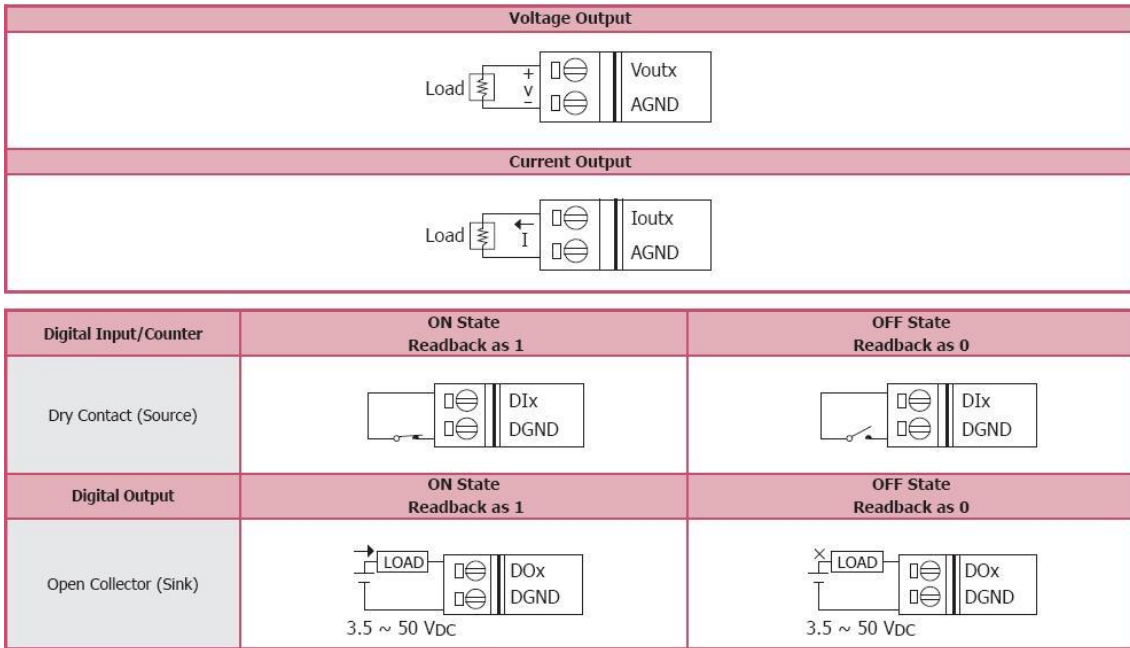 Voltage Output
Load
+
V
−
Voutx
AGND
Current Output
Load
I
Ioutx
AGND
Digital Input/Counter
ON State
Readback as 1
OFF State
Readback as 0
Dry Contact (Source)
DIx
DGND
DIx
DGND
Digital Output
ON State
Readback as 1
OFF State
Readback as 0
Open Collector (Sink)
LOAD
DOx
DGND
3.5 ~ 50 VDC
×
LOAD
DOx
DGND
3.5 ~ 50 VDC